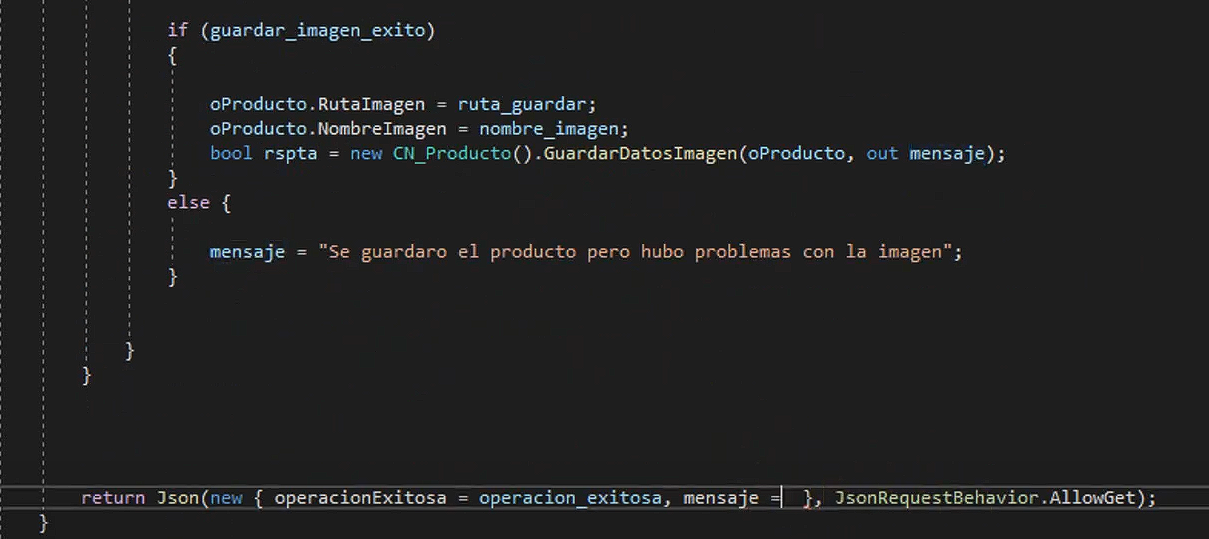 if (guardar_imagen_exito)
{
oProducto.RutaImagen = ruta_guardar;
oProducto.NombreImagen = nombre_imagen;
bool rspta = new CN_Producto().GuardarDatosImagen(oProducto, out mensaje);
}
else {
mensaje = "Se guardaro el producto pero hubo problemas con la imagen";
}
}
}
return Json(new { operacionExitosa = operacion_exitosa, mensaje = }, JsonRequestBehavior.AllowGet);
}